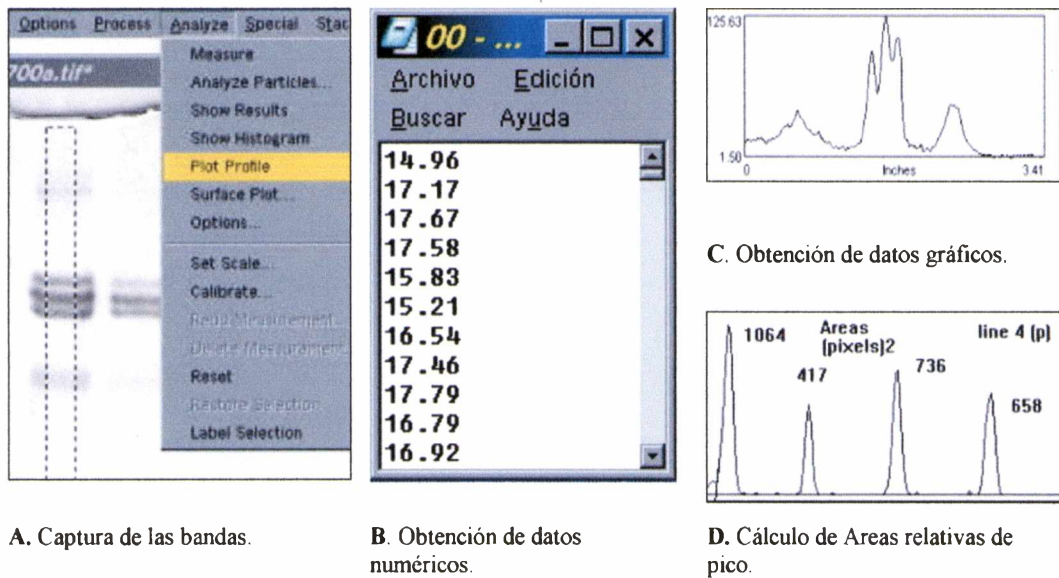 Options Process Analyze Special Stac
700a.tif*
Measure
Analyze Particles...
Show Results
Show Histogram
Plot Profile
Surface Plot...
Options...
Set Scale...
Calibrate...
Reset
Restore Selection
Label Selection
A. Captura de las bandas.
00 - ...
Archivo Edición
Buscar Ayuda
14.96
17.17
17.67
17.58
15.83
15.21
16.54
17.46
17.79
16.79
16.92
B. Obtención de datos
numéricos.
125.63
1.50
0 Inches 3.41
C. Obtención de datos gráficos.
1064 Areas line 4 (p)
(pixels)2
417 736
658
D. Cálculo de Areas relativas de
pico.